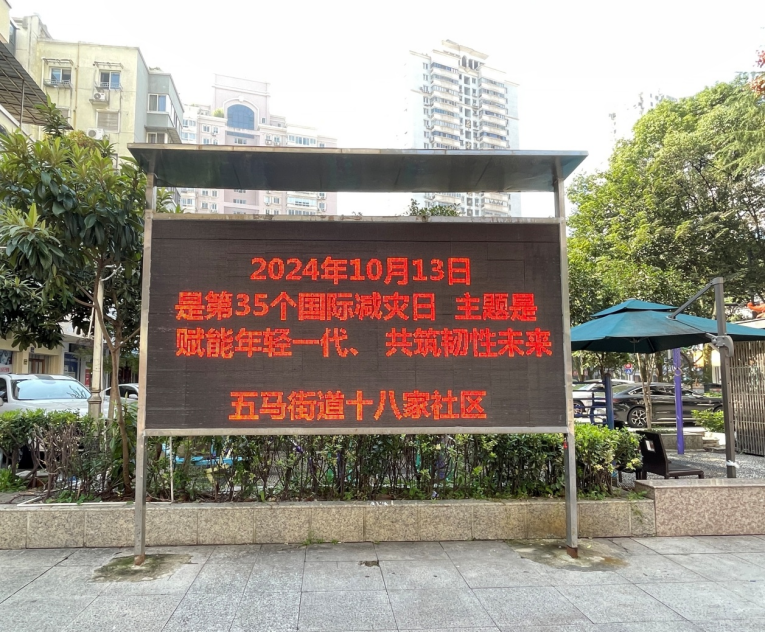 2024年10月13日
是第35个国际减灾日 主题是
赋能年轻一代、共筑韧性未来
五马街道十八家社区